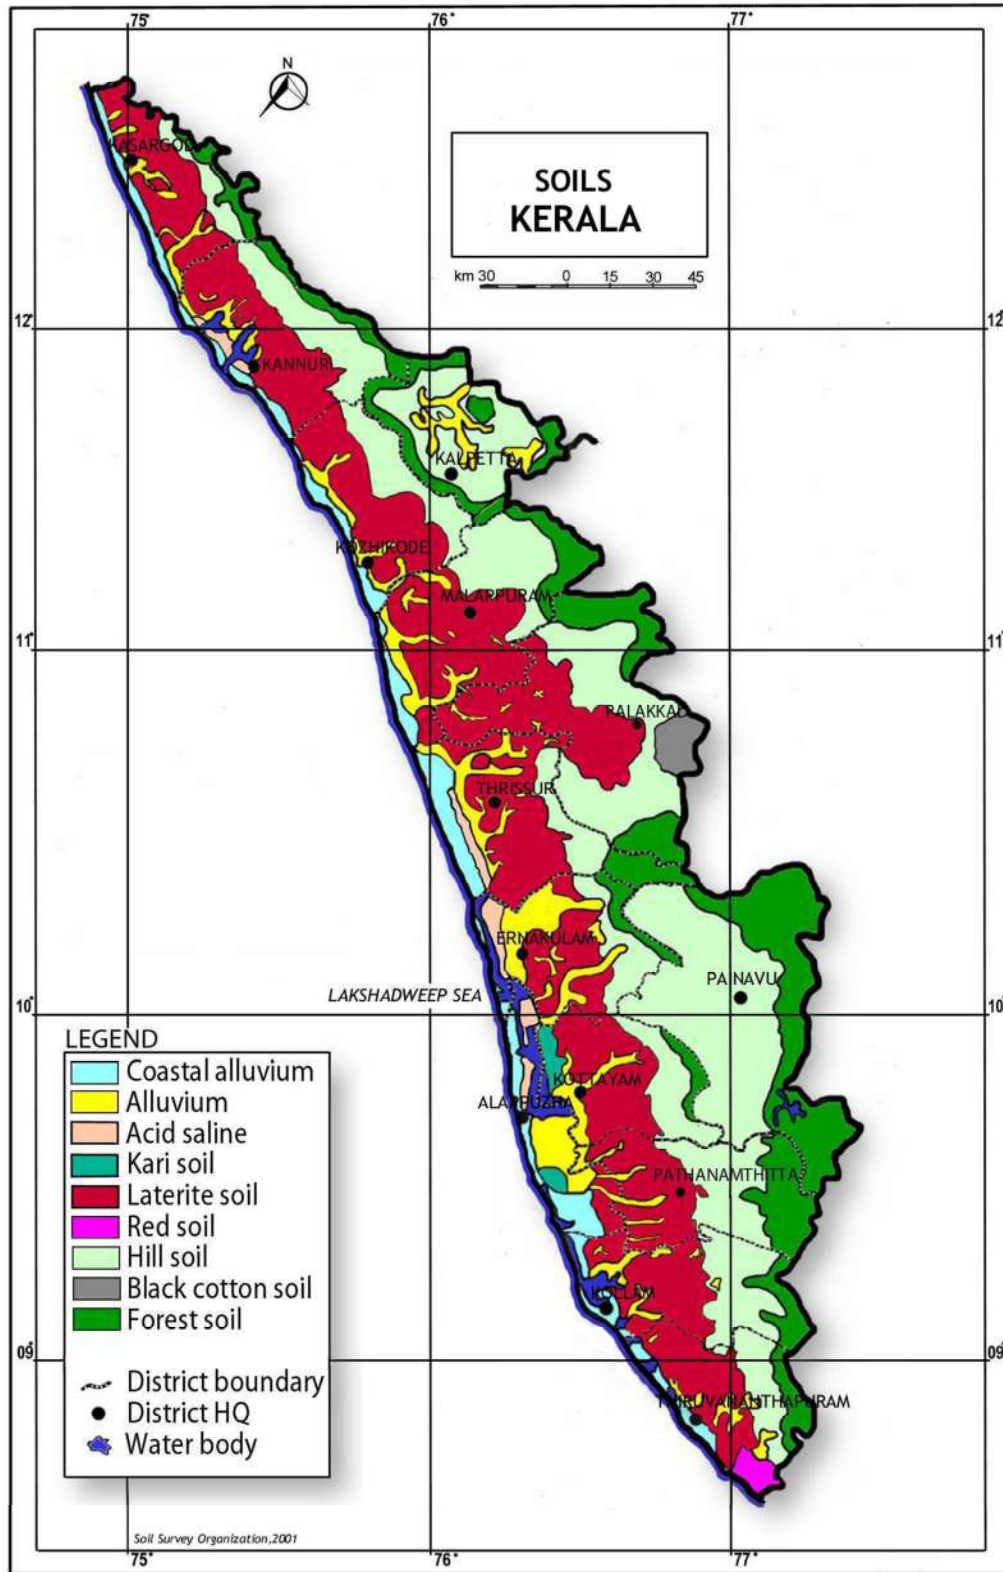 75°
76°
77°
N
SOILS
KERALA
km 30 0 15 30 45
KASARGOD
12°
12°
KANNUR
KALPETTA
KOZHIKODE
MALAPPURAM
11°
11°
PALAKKAD
THRISSUR
ERNAKULAM
PAINAVU
LAKSHADWEEP SEA
10°
10°
KOTTAYAM
ALAPPUZHA
PATHANAMTHITTA
KOLLAM
09°
09°
THIRUVANANTHAPURAM
LEGEND
Coastal alluvium
Alluvium
Acid saline
Kari soil
Laterite soil
Red soil
Hill soil
Black cotton soil
Forest soil
District boundary
District HQ
Water body
Soil Survey Organization,2001
75°
76°
77°